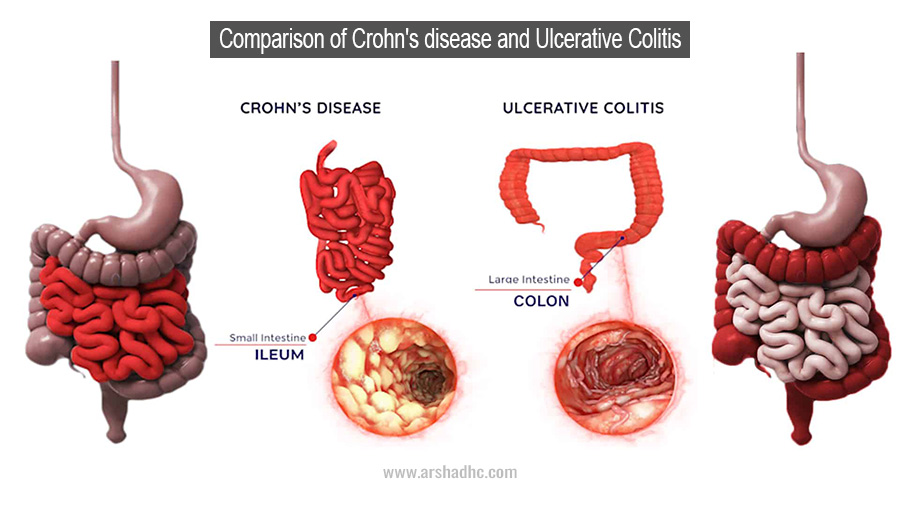 Comparison of Crohn's disease and Ulcerative Colitis
CROHN'S DISEASE
ULCERATIVE COLITIS
Small Intestine
ILEUM
Large Intestine
COLON
www.arshadhc.com